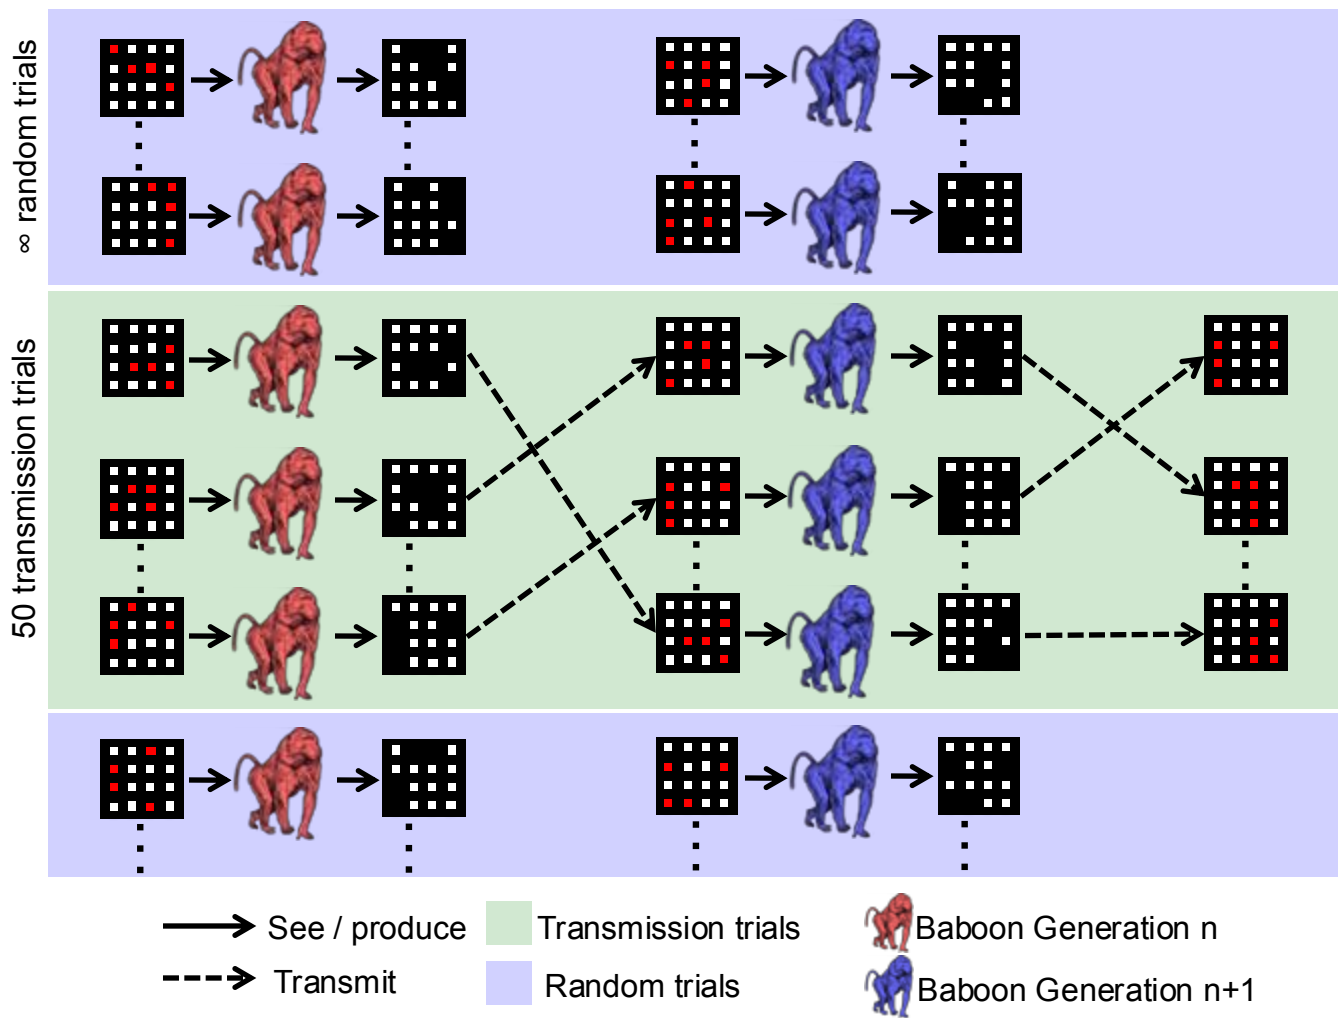 ∞ random trials
50 transmission trials
See / produce
Transmission trials
Baboon Generation n
Transmit
Random trials
Baboon Generation n+1